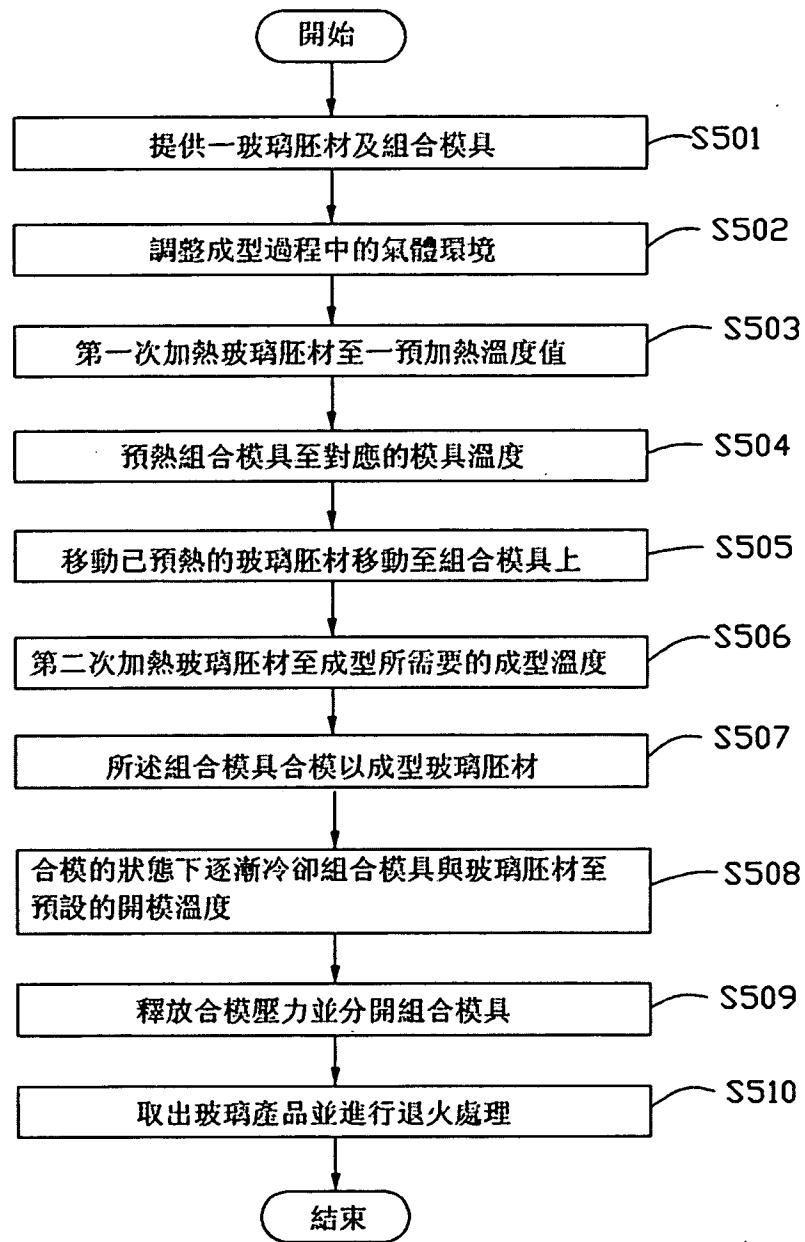 開始
提供一玻璃胚材及組合模具
S501
調整成型過程中的氣體環境
S502
第一次加熱玻璃胚材至一預加熱溫度值
S503
預熱組合模具至對應的模具溫度
S504
移動已預熱的玻璃胚材移動至組合模具上
S505
第二次加熱玻璃胚材至成型所需要的成型溫度
S506
所述組合模具合模以成型玻璃胚材
S507
合模的狀態下逐漸冷卻組合模具與玻璃胚材至
預設的開模溫度
S508
釋放合模壓力並分開組合模具
S509
取出玻璃產品並進行退火處理
S510
結束